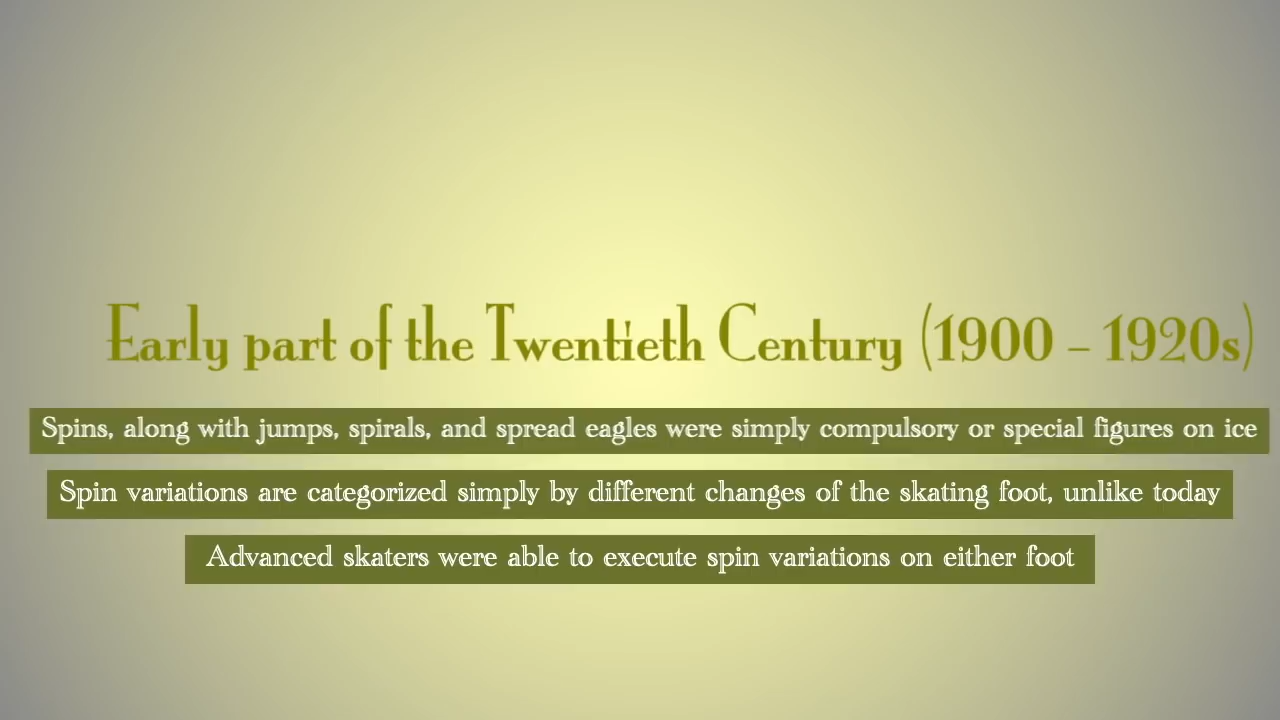 Early part of the Twentieth Century (1900 – 1920s)
Spins, along with jumps, spirals, and spread eagles were simply compulsory or special figures on ice
Spin variations are categorized simply by different changes of the skating foot, unlike today
Advanced skaters were able to execute spin variations on either foot